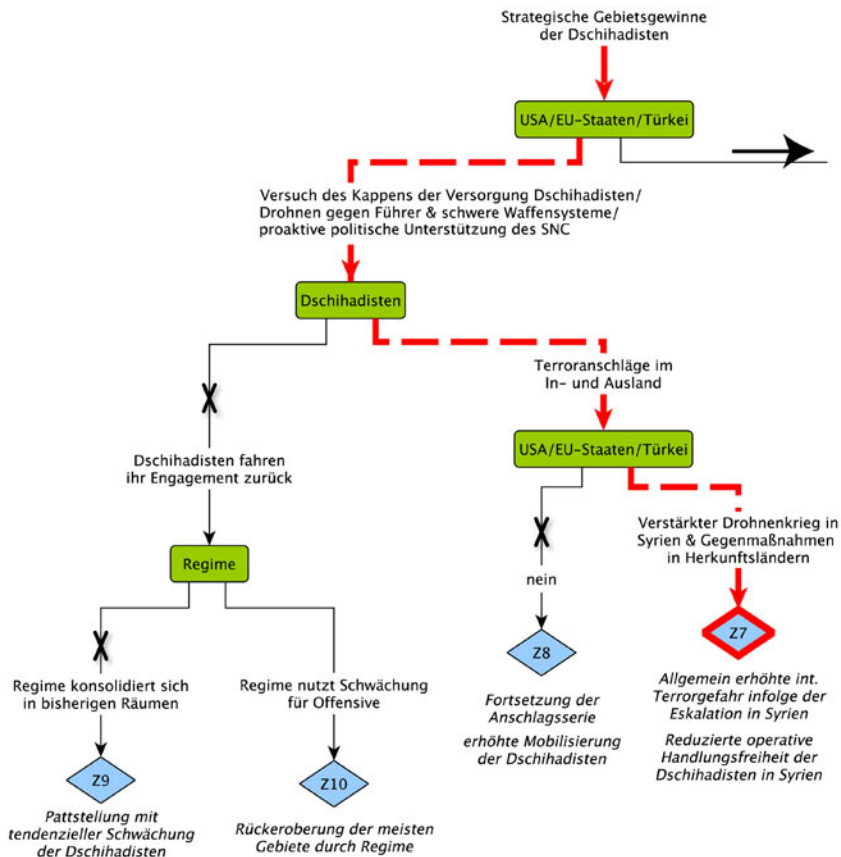 Strategische Gebietsgewinne
der Dschihadisten
USA/EU-Staaten/Türkei
Versuch des Kappens der Versorgung Dschihadisten/
Drohnen gegen Führer & schwere Waffensysteme/
proaktive politische Unterstützung des SNC
Dschihadisten
Terroranschläge im
In- und Ausland
USA/EU-Staaten/Türkei
Dschihadisten fahren
ihr Engagement zurück
Verstärkter Drohnenkrieg in
Syrien & Gegenmaßnahmen
in Herkunftsländern
Regime
nein
Z7
Z8
Regime konsolidiert sich
in bisherigen Räumen
Regime nutzt Schwächung
für Offensive
Fortsetzung der
Anschlagsserie
erhöhte Mobilisierung
der Dschihadisten
Allgemein erhöhte int.
Terrorgefahr infolge der
Eskalation in Syrien
Reduzierte operative
Handlungsfreiheit der
Dschihadisten in Syrien
Z9
Z10
Pattstellung mit
tendenzieller Schwächung
der Dschihadisten
Rückeroberung der meisten
Gebiete durch Regime